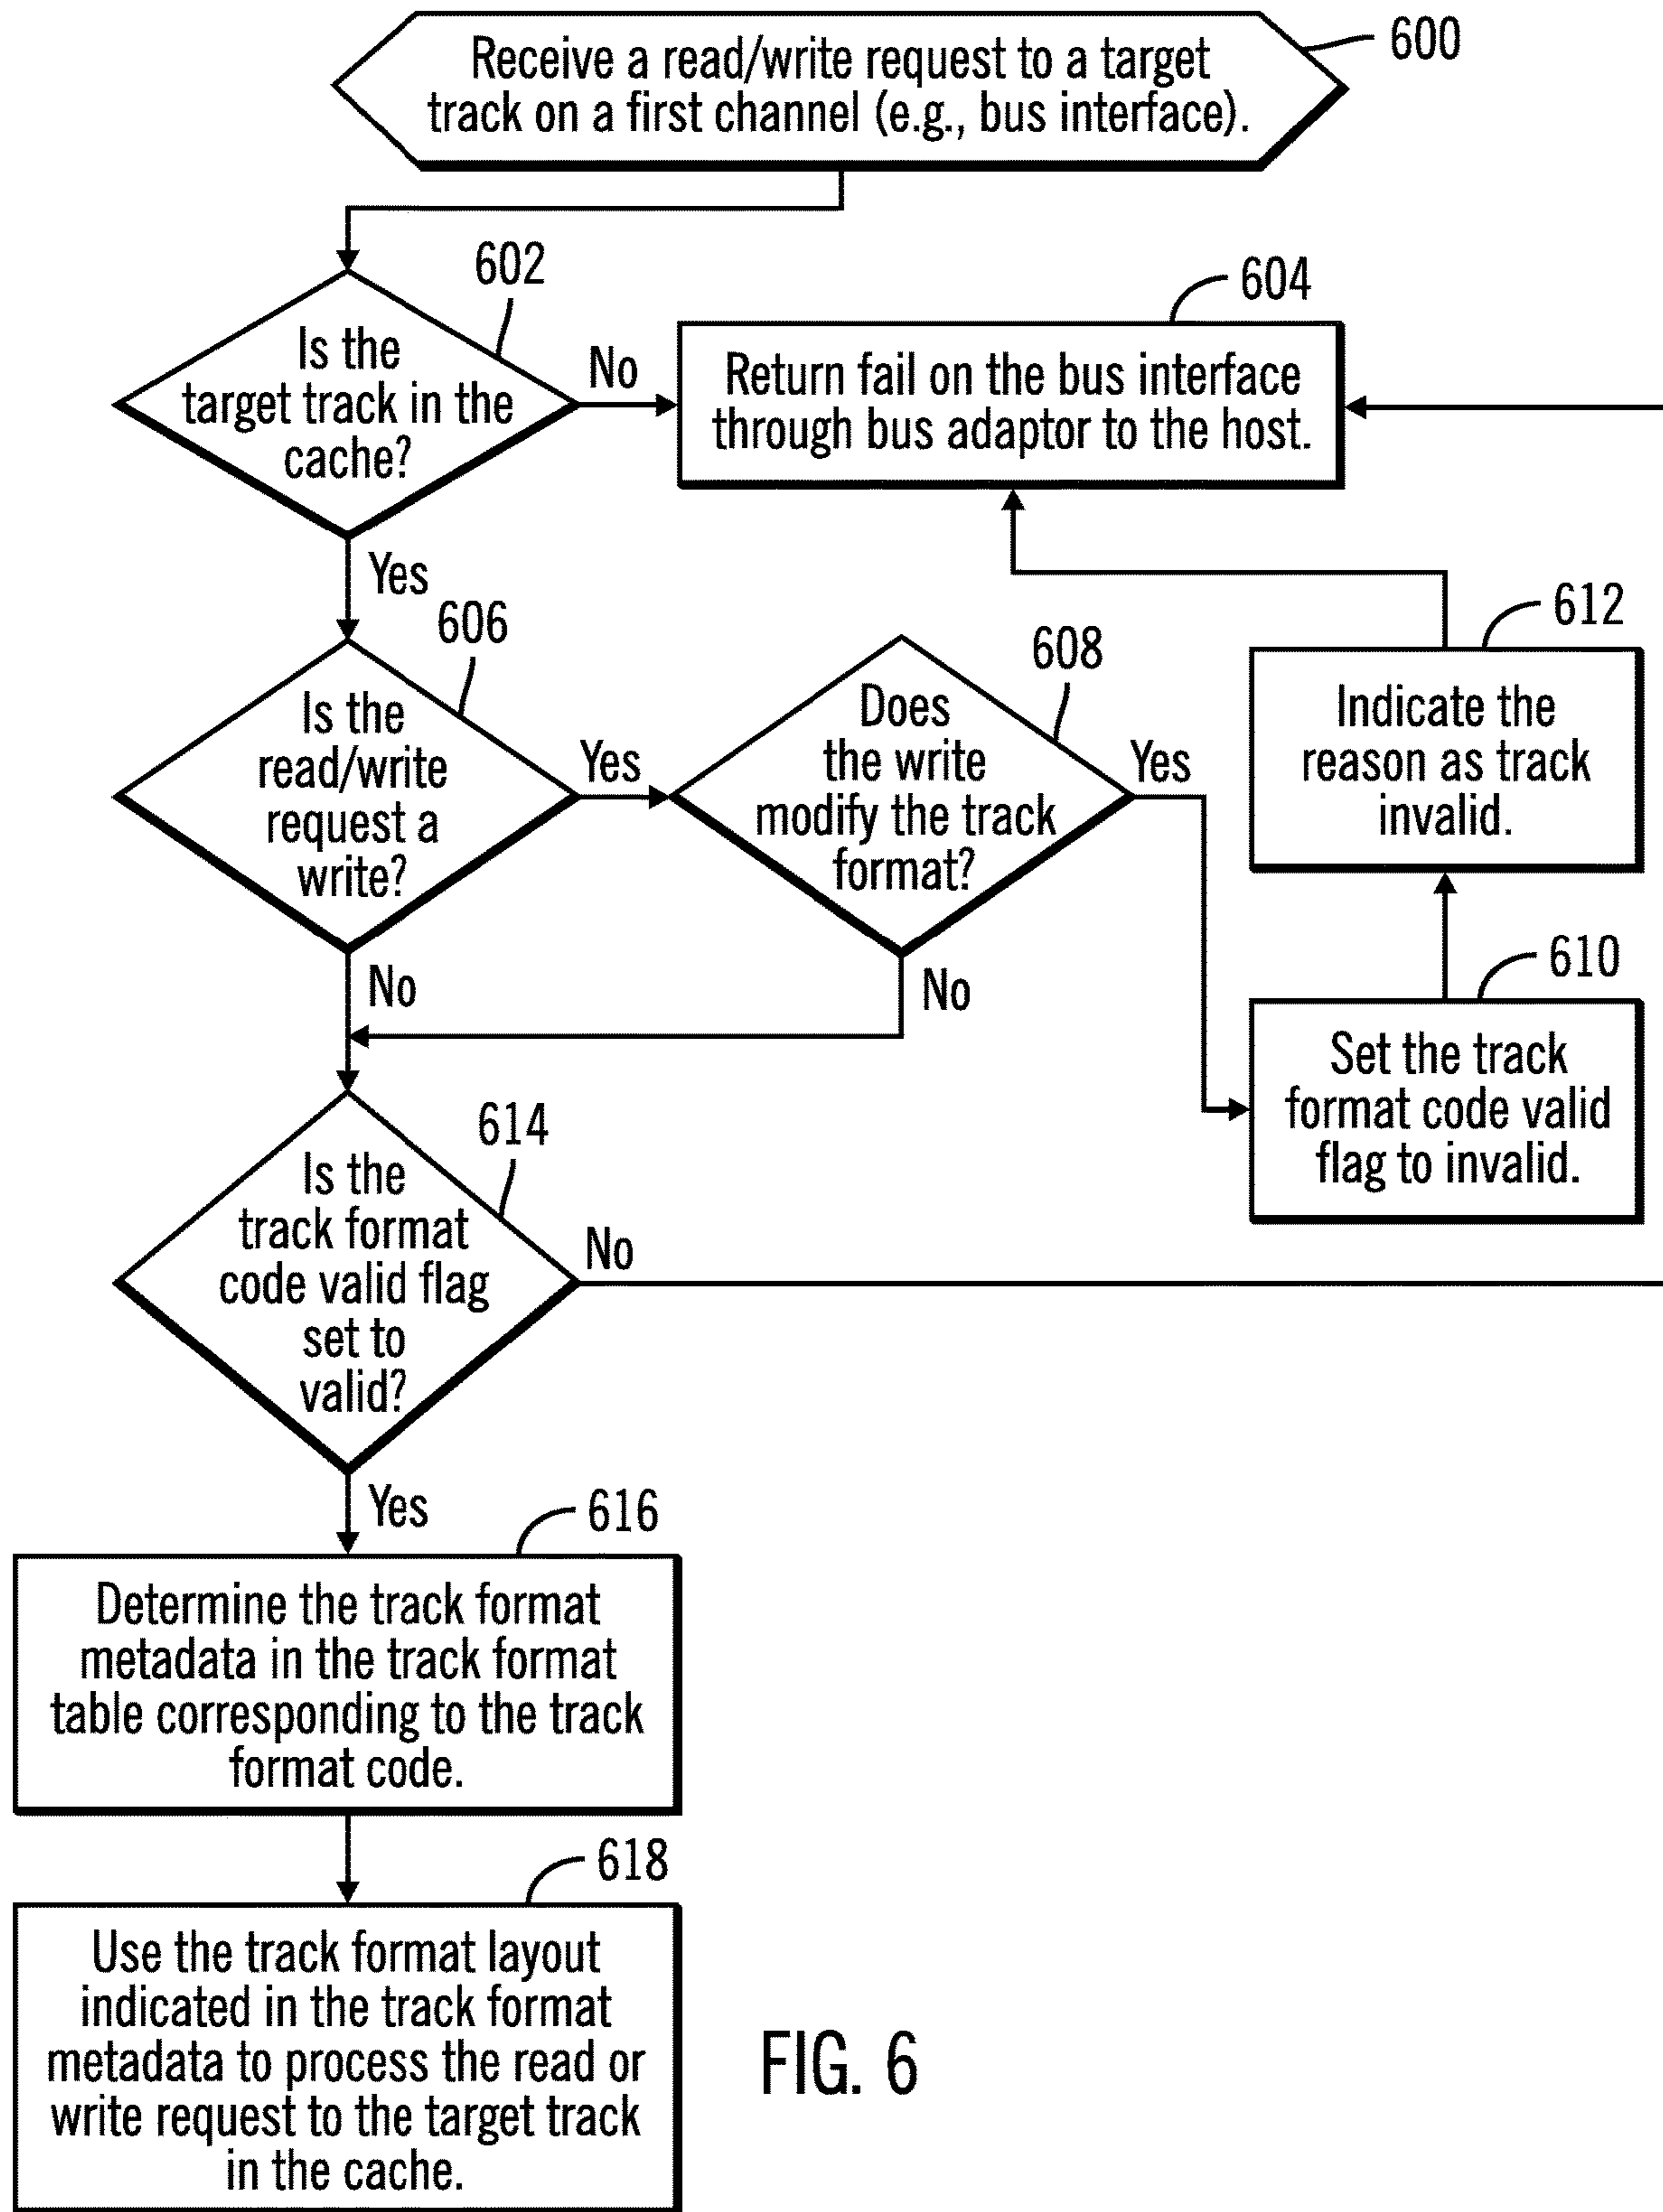 Receive a read/write request to a target
track on a first channel (e.g., bus interface).
600
602
Is the
target track in the
cache?
No
Yes
604
Return fail on the bus interface
through bus adaptor to the host.
606
Is the
read/write
request a
write?
Yes
No
608
Does
the write
modify the track
format?
Yes
No
612
Indicate the
reason as track
invalid.
610
Set the track
format code valid
flag to invalid.
614
Is the
track format
code valid flag
set to
valid?
No
Yes
616
Determine the track format
metadata in the track format
table corresponding to the track
format code.
618
Use the track format layout
indicated in the track format
metadata to process the read or
write request to the target track
in the cache.
FIG. 6